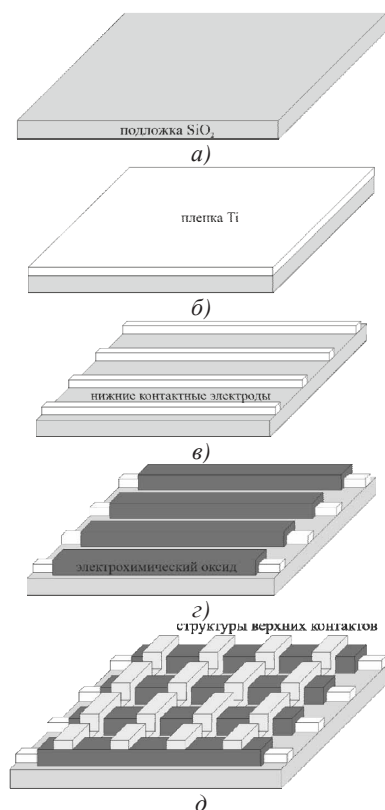 подложка SiO₂
а)
пленка Ti
б)
нижние контактные электроды
в)
электрохимический оксид
г)
структуры верхних контактов
д)